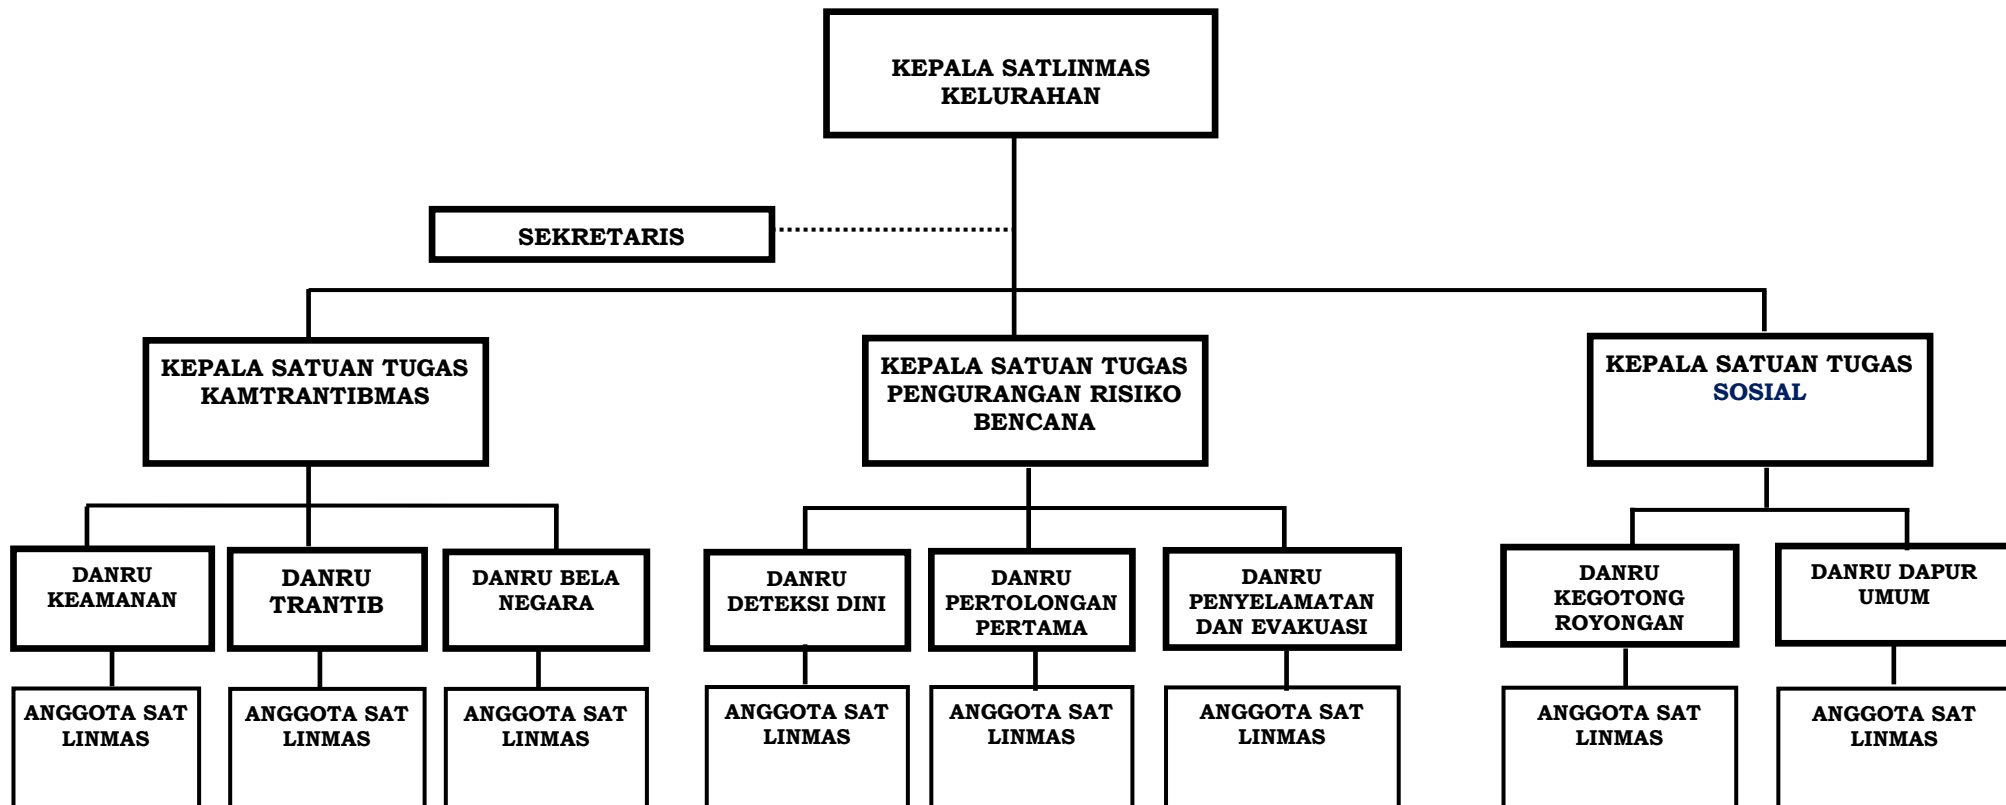 KEPALA SATLINMAS
KELURAHAN
SEKRETARIS
KEPALA SATUAN TUGAS
KAMTRANTIBMAS
KEPALA SATUAN TUGAS
PENGURANGAN RISIKO
BENCANA
KEPALA SATUAN TUGAS
SOSIAL
DANRU
KEAMANAN
DANRU
TRANTIB
DANRU BELA
NEGARA
DANRU
DETEKSI DINI
DANRU
PERTOLONGAN
PERTAMA
DANRU
PENYELAMATAN
DAN EVAKUASI
DANRU
KEGOTONG
ROYONGAN
DANRU DAPUR
UMUM
ANGGOTA SAT
LINMAS
ANGGOTA SAT
LINMAS
ANGGOTA SAT
LINMAS
ANGGOTA SAT
LINMAS
ANGGOTA SAT
LINMAS
ANGGOTA SAT
LINMAS
ANGGOTA SAT
LINMAS
ANGGOTA SAT
LINMAS